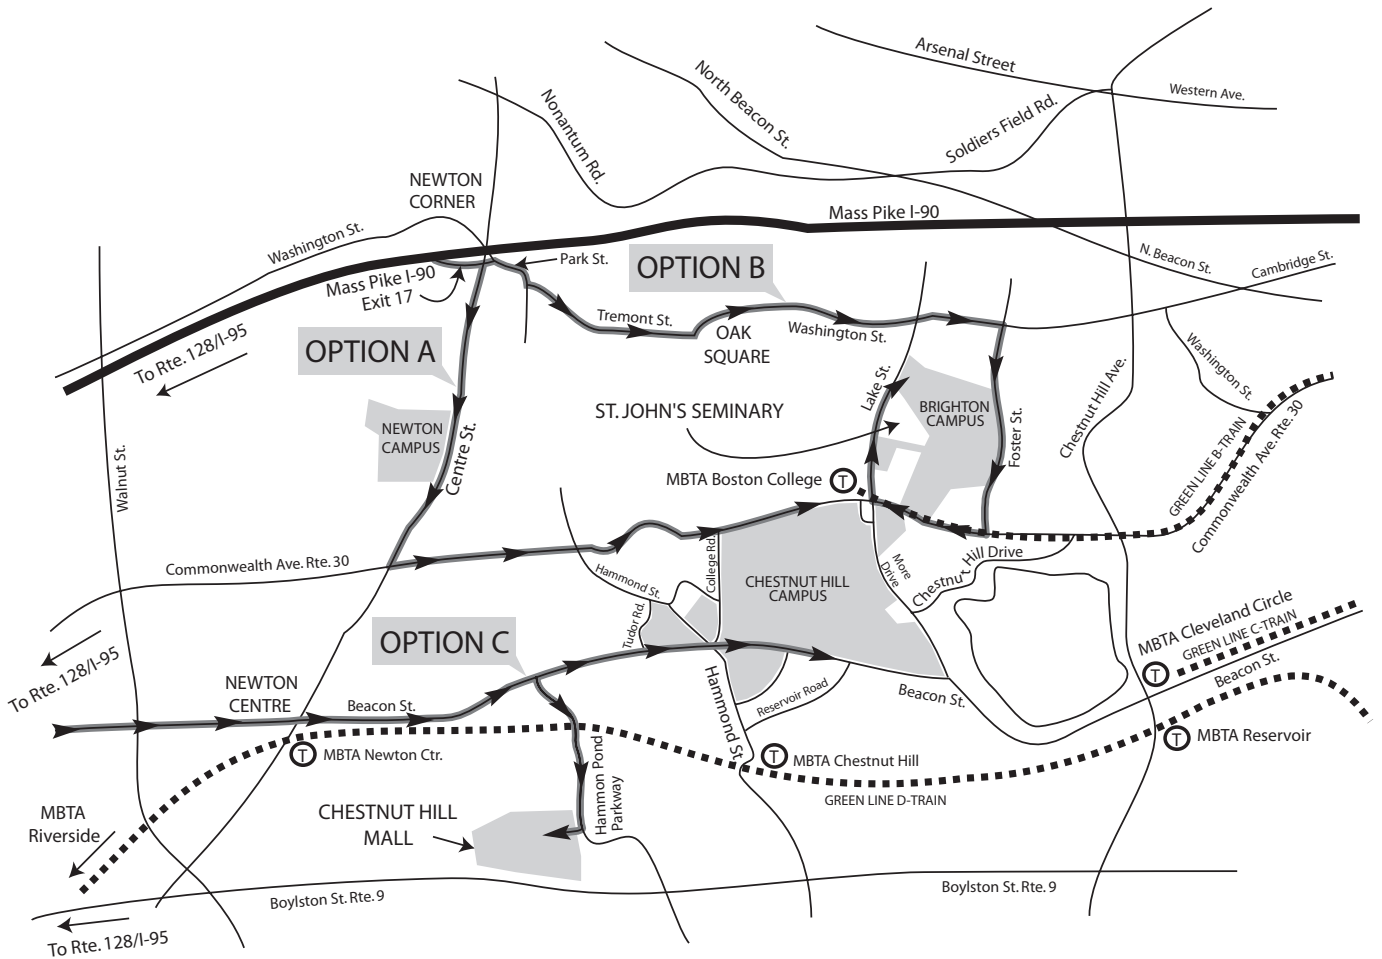 Arsenal Street
Western Ave.
North Beacon St.
Nonantum Rd.
Soldiers Field Rd.
NEWTON
CORNER
Mass Pike I-90
Washington St.
Park St.
OPTION B
N. Beacon St.
Cambridge St.
Mass Pike I-90
Exit 17
Tremont St.
OAK
SQUARE
Washington St.
To Rte. 128/I-95
OPTION A
Washington St.
Lake St.
Chestnut Hill Ave.
ST. JOHN'S SEMINARY
BRIGHTON
CAMPUS
Foster St.
NEWTON
CAMPUS
Centre St.
Walnut St.
GREEN LINE B-TRAIN
Commonwealth Ave. Rte. 30
MBTA Boston College
T
Commonwealth Ave. Rte. 30
Hammond St.
College Rd.
CHESTNUT HILL
CAMPUS
More
Drive
Chestnut Hill Drive
Tudor Rd.
OPTION C
To Rte. 128/I-95
MBTA Cleveland Circle
GREEN LINE C-TRAIN
T
Beacon St.
NEWTON
CENTRE
Beacon St.
Hammond St.
Reservoir Road
Beacon St.
T
MBTA Newton Ctr.
T
MBTA Chestnut Hill
T
MBTA Reservoir
GREEN LINE D-TRAIN
Hammon Pond
Parkway
MBTA
Riverside
CHESTNUT HILL
MALL
Boylston St. Rte. 9
Boylston St. Rte. 9
To Rte. 128/I-95